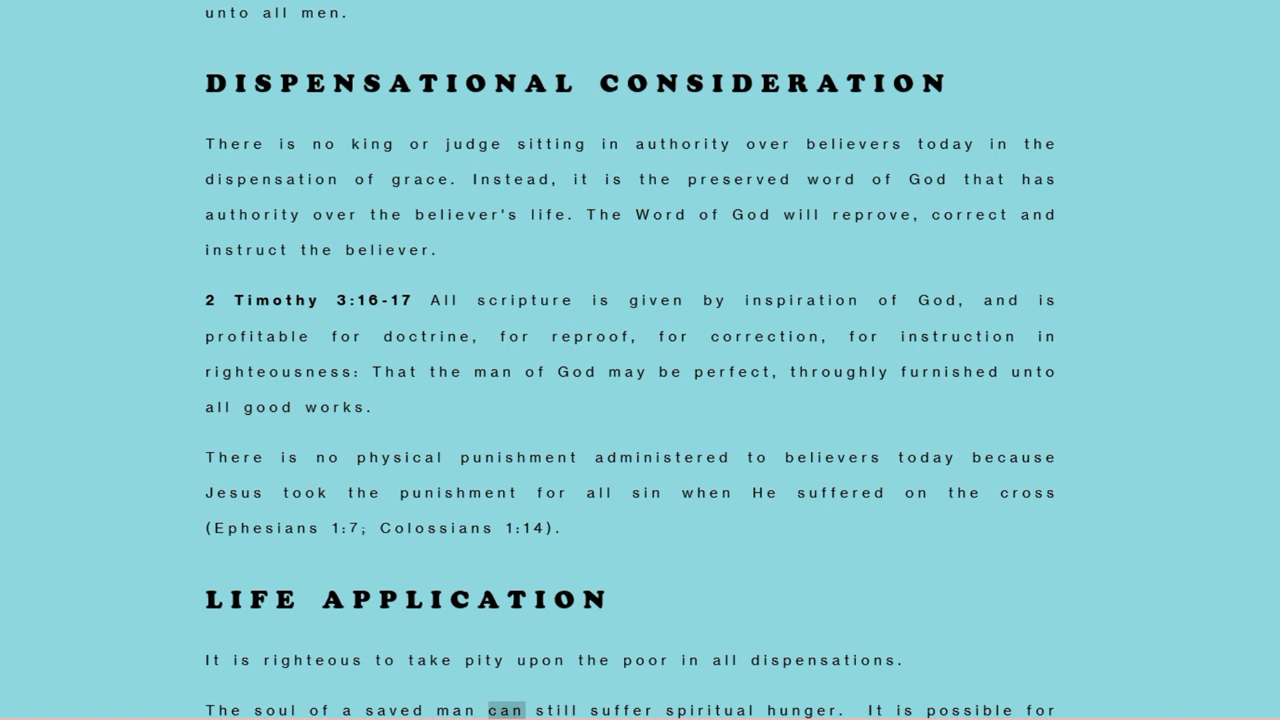 unto all men.
DISPENSATIONAL CONSIDERATION
There is no king or judge sitting in authority over believers today in the
dispensation of grace. Instead, it is the preserved word of God that has
authority over the believer's life. The Word of God will reprove, correct and
instruct the believer.
2 Timothy 3:16-17 All scripture is given by inspiration of God, and is
profitable for doctrine, for reproof, for correction, for instruction in
righteousness: That the man of God may be perfect, throughly furnished unto
all good works.
There is no physical punishment administered to believers today because
Jesus took the punishment for all sin when He suffered on the cross
(Ephesians 1:7; Colossians 1:14).
LIFE APPLICATION
It is righteous to take pity upon the poor in all dispensations.
The soul of a saved man can still suffer spiritual hunger.  It is possible for